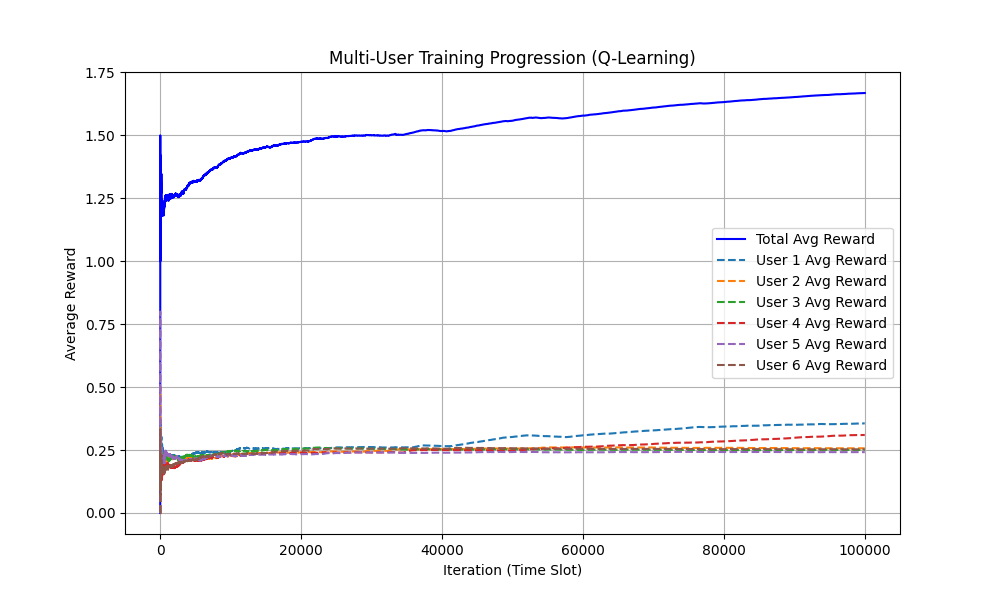 Multi-User Training Progression (Q-Learning)
1.75
1.50
1.25
1.00
0.75
0.50
0.25
0.00
Average Reward
Total Avg Reward
User 1 Avg Reward
User 2 Avg Reward
User 3 Avg Reward
User 4 Avg Reward
User 5 Avg Reward
User 6 Avg Reward
0 20000 40000 60000 80000 100000
Iteration (Time Slot)